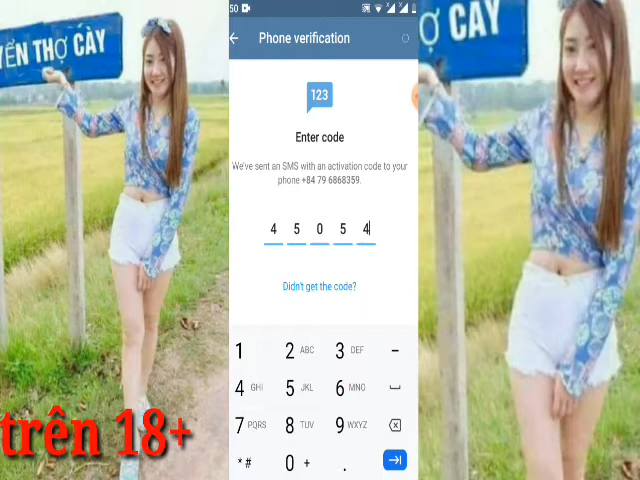 YỂN THỢ CÀY
trên 18+
50
Phone verification
123
Enter code
We've sent an SMS with an activation code to your
phone +84 79 6868359.
4 5 0 5 4
Didn't get the code?
1 2 ABC 3 DEF –
4 GHI 5 JKL 6 MNO
7 PQRS 8 TUV 9 WXYZ
* # 0 + .
Ợ CÀY